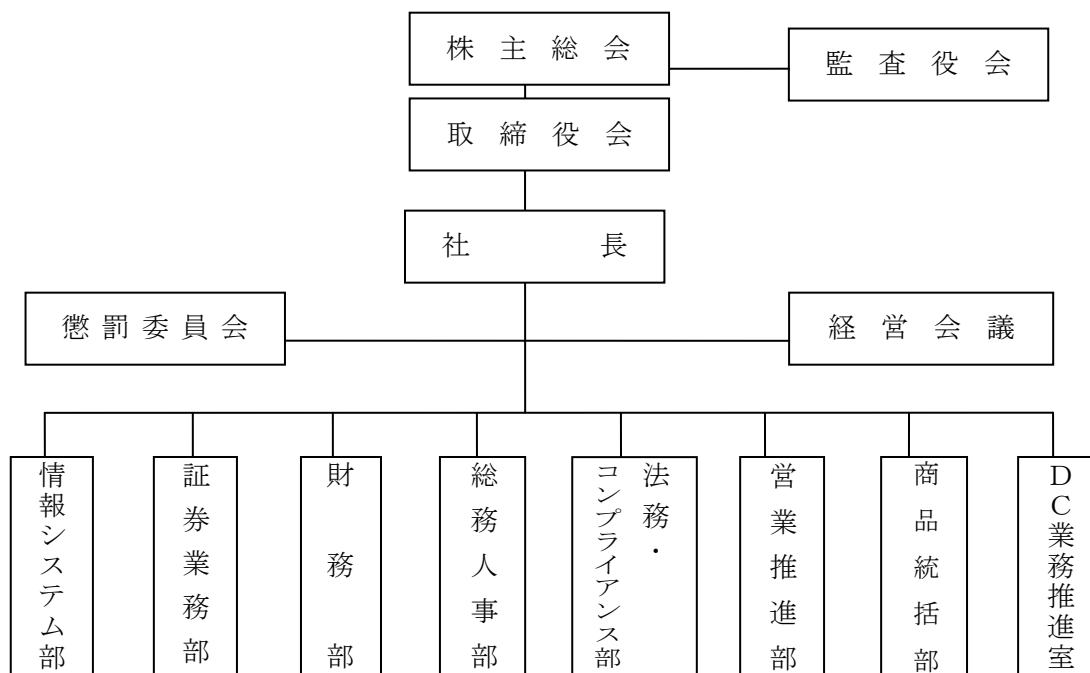 株主総会
監査役会
取締役会
社長
懲罰委員会
経営会議
情報システム部
証券業務部
財務部
総務人事部
法務・
コンプライアンス部
営業推進部
商品統括部
DC業務推進室